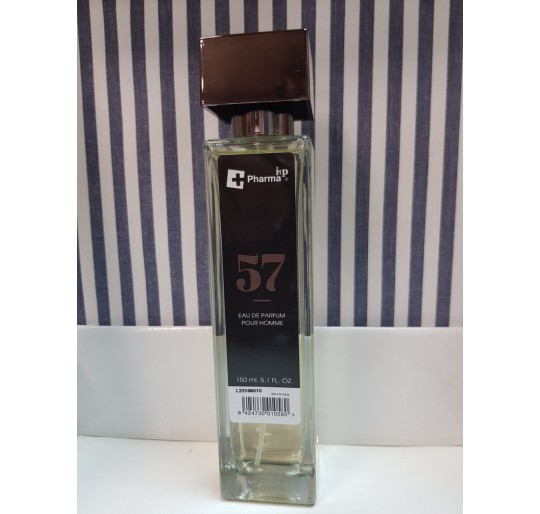 iap
Pharma®
57
EAU DE PARFUM
POUR HOMME
150 ml. 5.1 FL. OZ.